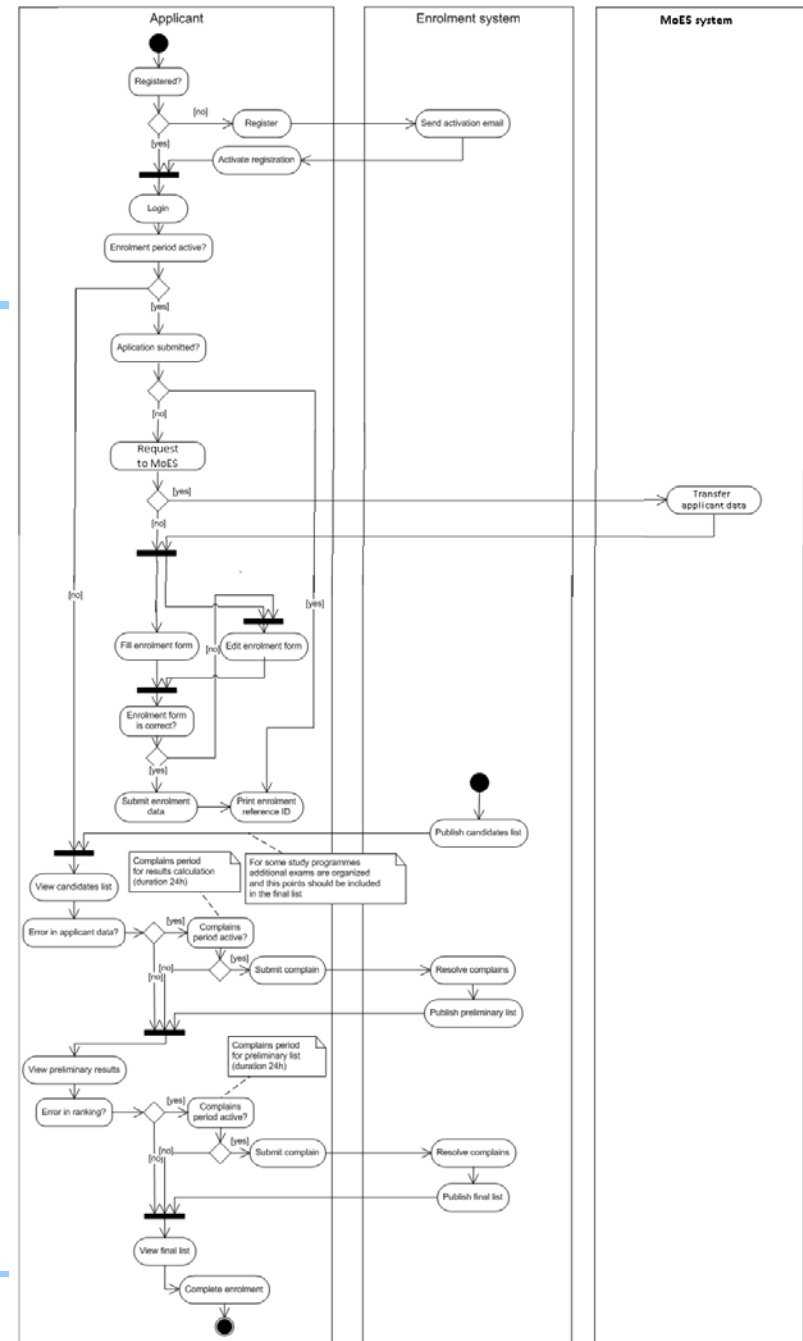 Applicant
Enrolment system
MoES system
Registered?
[no]
Register
Send activation email
[yes]
Activate registration
Login
Enrolment period active?
[yes]
Aplication submitted?
[no]
Request
to MoES
[yes]
Transfer
applicant data
[no]
[no]
[yes]
Fill enrolment form
[no]
Edit enrolment form
Enrolment form
is correct?
[yes]
Submit enrolment
data
Print enrolment
reference ID
Publish candidates list
Complains period
for results calculation
(duration 24h)
For some study programmes
additional exams are organized
and this points should be included
in the final list
View candidates list
Error in applicant data?
[yes]
Complains
period active?
[no]
[yes]
Submit complain
Resolve complains
[no]
Publish preliminary list
Complains period
for preliminary list
(duration 24h)
View preliminary results
Error in ranking?
[yes]
Complains
period active?
[no]
[yes]
Submit complain
Resolve complains
[no]
Publish final list
View final list
Complete enrolment